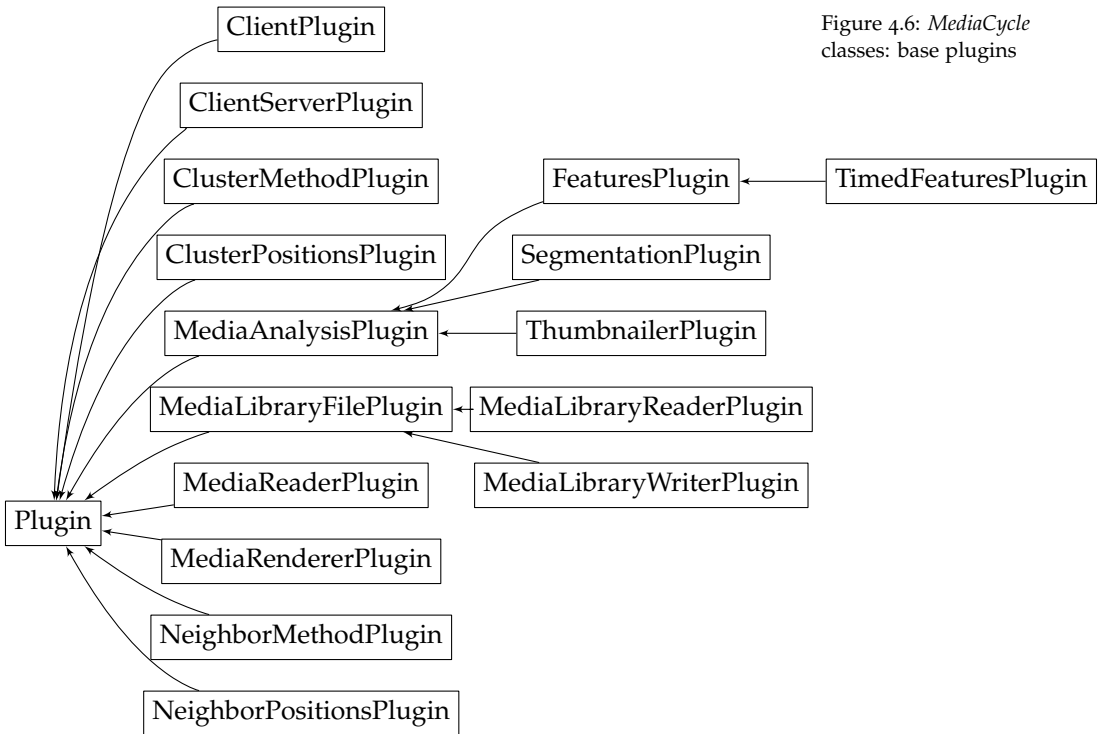 ClientPlugin
Figure 4.6: MediaCycle
classes: base plugins
ClientServerPlugin
ClusterMethodPlugin
FeaturesPlugin
TimedFeaturesPlugin
ClusterPositionsPlugin
SegmentationPlugin
MediaAnalysisPlugin
ThumbnailerPlugin
MediaLibraryFilePlugin
MediaLibraryReaderPlugin
MediaReaderPlugin
MediaLibraryWriterPlugin
Plugin
MediaRendererPlugin
NeighborMethodPlugin
NeighborPositionsPlugin